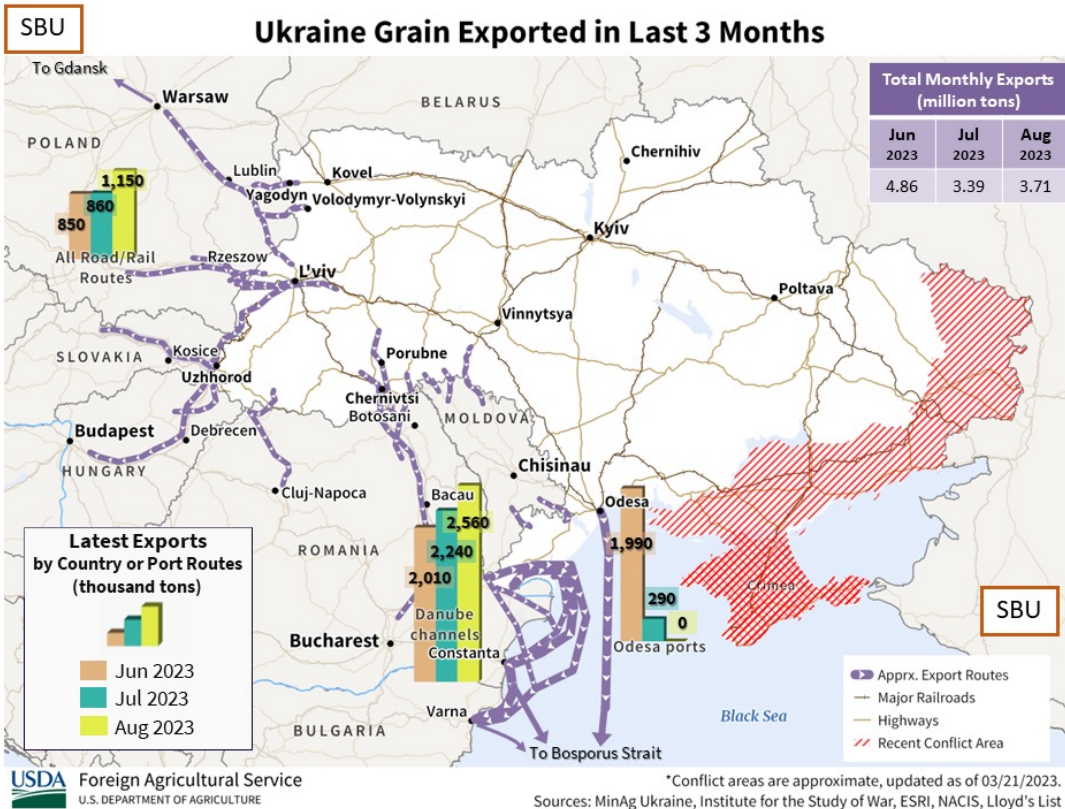 SBU
Ukraine Grain Exported in Last 3 Months
To Gdansk
Warsaw
BELARUS
Total Monthly Exports
(million tons)
Jun
2023
Jul
2023
Aug
2023
4.86
3.39
3.71
POLAND
Chernihiv
Lublin
Kovel
1,150
860
850
Yagodyn
Volodymyr-Volynskyi
Kyiv
All Road/Rail
Routes
Rzeszow
L'viv
Poltava
Vinnytsya
SLOVAKIA
Kosice
Uzhhorod
Porubne
Chernivtsi
Botosani
MOLDOVA
Budapest
Debrecen
HUNGARY
Chisinau
Cluj-Napoca
Bacau
Odesa
Latest Exports
by Country or Port Routes
(thousand tons)
Jun 2023
Jul 2023
Aug 2023
ROMANIA
2,560
2,240
2,010
1,990
290
0
Crimea
SBU
Danube
channels
Odesa ports
Bucharest
Constanta
Varna
BULGARIA
Black Sea
To Bosporus Strait
Apprx. Export Routes
Major Railroads
Highways
Recent Conflict Area
USDA
Foreign Agricultural Service
U.S. DEPARTMENT OF AGRICULTURE
*Conflict areas are approximate, updated as of 03/21/2023.
Sources: MinAg Ukraine, Institute for the Study of War, ESRI, NACIS, Lloyd's List